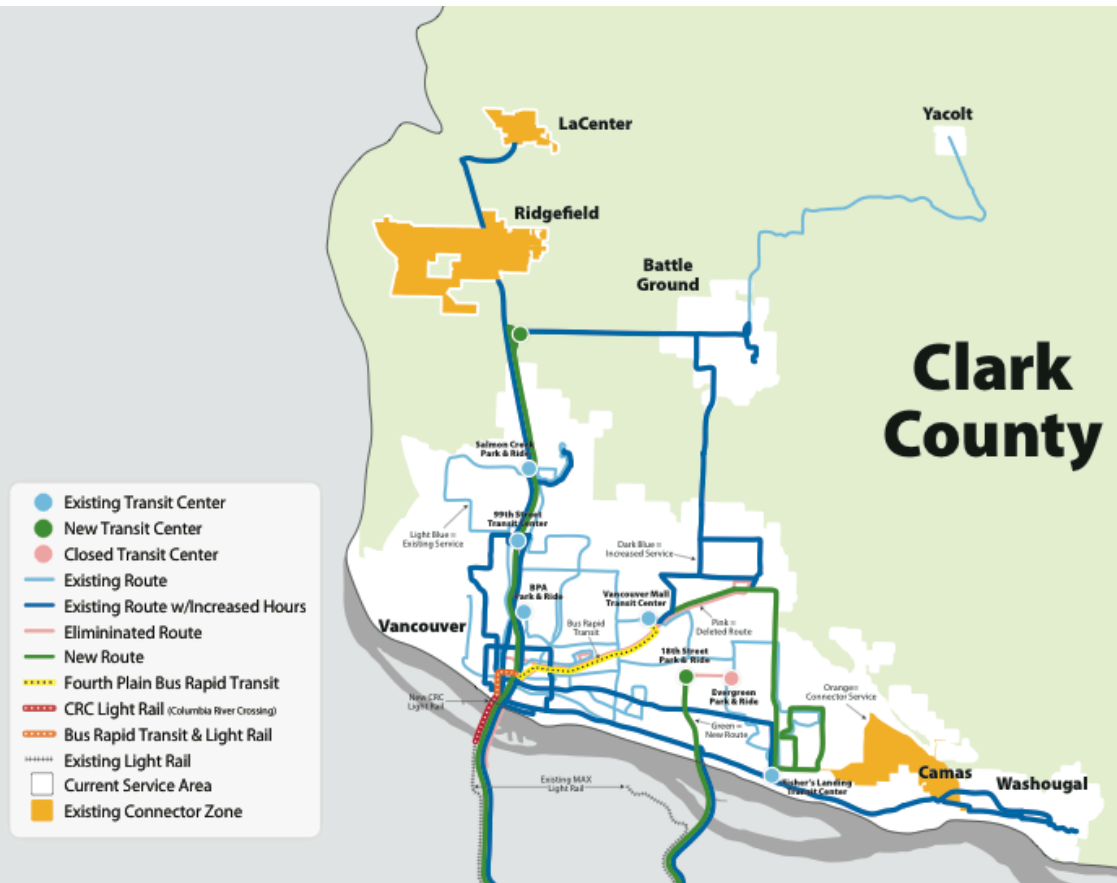 LaCenter
Yacolt
Ridgefield
Battle
Ground
Clark
County
Salmon Creek
Park & Ride
99th Street
Transit Center
Light Blue =
Existing Service
Dark Blue =
Increased Service
BPA
Park & Ride
Vancouver Mall
Transit Center
Vancouver
Bus Rapid
Transit
Pink =
Deleted Route
18th Street
Park & Ride
Evergreen
Park & Ride
New CRC
Light Rail
Green =
New Route
Orange=
Connector Service
Existing MAX
Light Rail
Fisher's Landing
Transit Center
Camas
Washougal
Existing Transit Center
New Transit Center
Closed Transit Center
Existing Route
Existing Route w/Increased Hours
Elimininated Route
New Route
Fourth Plain Bus Rapid Transit
CRC Light Rail (Columbia River Crossing)
Bus Rapid Transit & Light Rail
Existing Light Rail
Current Service Area
Existing Connector Zone